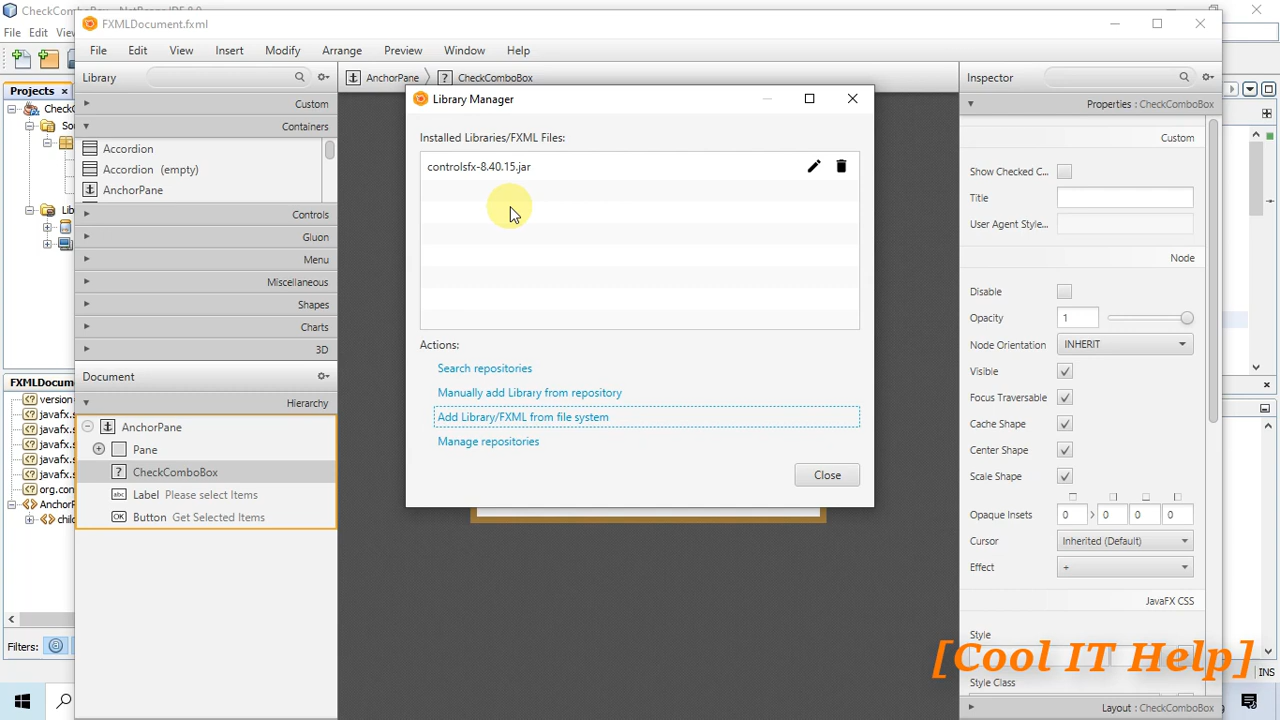 FXMLDocument.fxml
File Edit View Insert Modify Arrange Preview Window Help
File Edit
Library
AnchorPane CheckComboBox
Inspector
Projects
Custom
Properties : CheckComboBox
Containers
Accordion
Accordion (empty)
AnchorPane
Controls
Gluon
Menu
Miscellaneous
Shapes
Charts
3D
Document
Hierarchy
AnchorPane
Pane
CheckComboBox
Label Please select Items
Button Get Selected Items
Library Manager
Installed Libraries/FXML Files:
controlsfx-8.40.15.jar
Actions:
Search repositories
Manually add Library from repository
Add Library/FXML from file system
Manage repositories
Close
Custom
Show Checked C...
Title
User Agent Style...
Node
Disable
Opacity 1
Node Orientation INHERIT
Visible
Focus Traversable
Cache Shape
Center Shape
Scale Shape
Opaque Insets 0 > 0 0 0
Cursor Inherited (Default)
Effect +
JavaFX CSS
Style
Style Class
Layout : CheckComboBox
Filters:
INS
[Cool IT Help]